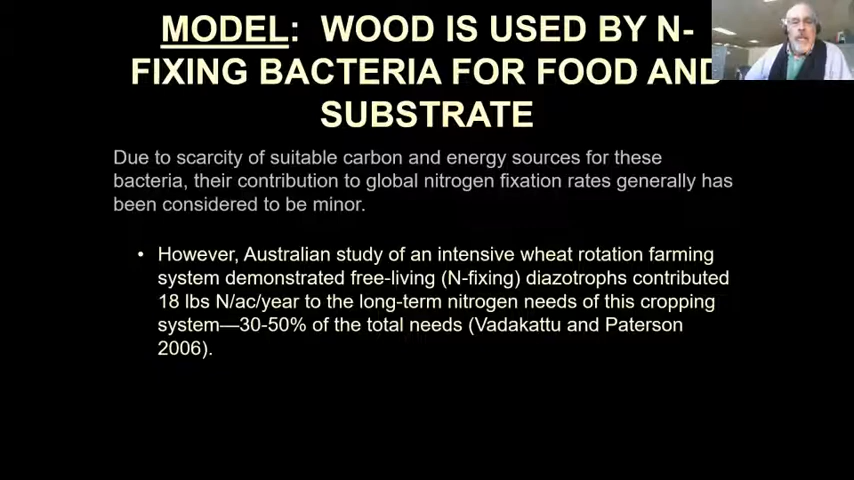 MODEL: WOOD IS USED BY N-
FIXING BACTERIA FOR FOOD AND
SUBSTRATE
Due to scarcity of suitable carbon and energy sources for these
bacteria, their contribution to global nitrogen fixation rates generally has
been considered to be minor.
• However, Australian study of an intensive wheat rotation farming
system demonstrated free-living (N-fixing) diazotrophs contributed
18 lbs N/ac/year to the long-term nitrogen needs of this cropping
system—30-50% of the total needs (Vadakattu and Paterson
2006).